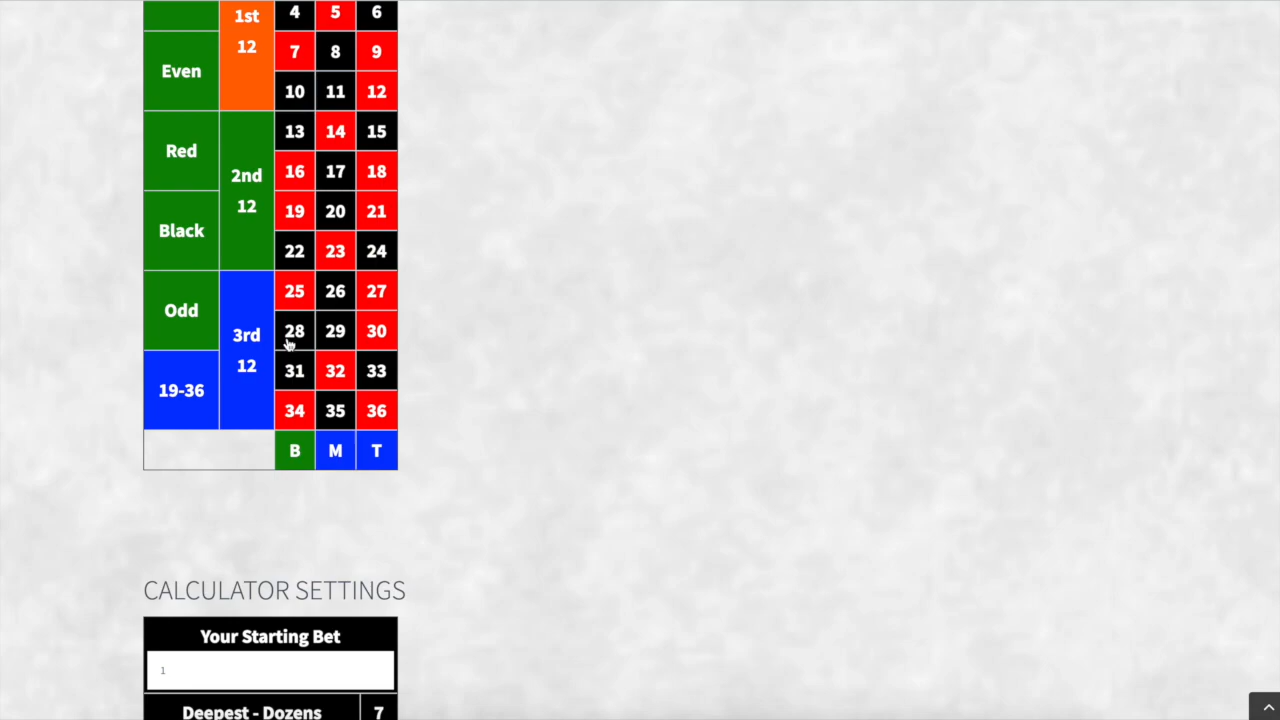 1st
12
4 5 6
Even
7 8 9
10 11 12
Red
2nd
12
13 14 15
16 17 18
Black
19 20 21
22 23 24
Odd
3rd
12
25 26 27
28 29 30
19-36
31 32 33
34 35 36
B M T
CALCULATOR SETTINGS
Your Starting Bet
1
Deepest - Dozens 7